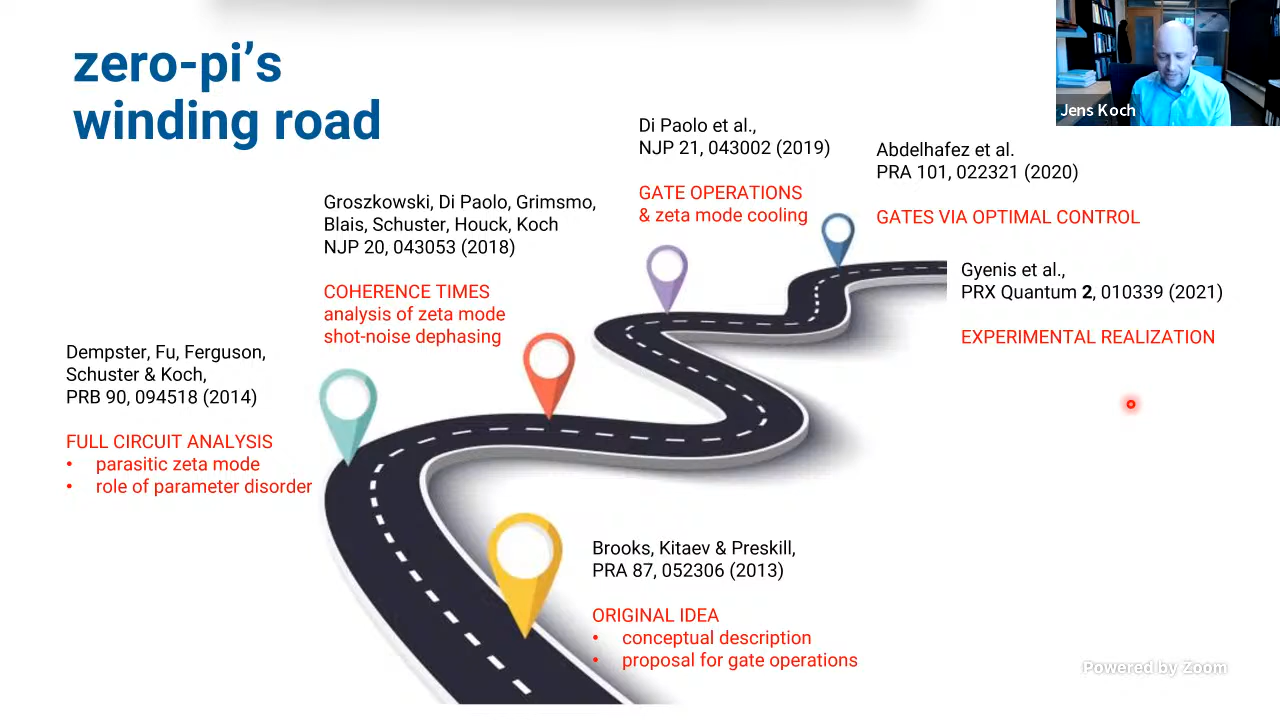 zero-pi’s
winding road
Jens Koch
Di Paolo et al.,
NJP 21, 043002 (2019)
GATE OPERATIONS
& zeta mode cooling
Abdelhafez et al.
PRA 101, 022321 (2020)
GATES VIA OPTIMAL CONTROL
Groszkowski, Di Paolo, Grimsmo,
Blais, Schuster, Houck, Koch
NJP 20, 043053 (2018)
COHERENCE TIMES
analysis of zeta mode
shot-noise dephasing
Gyenis et al.,
PRX Quantum 2, 010339 (2021)
EXPERIMENTAL REALIZATION
Dempster, Fu, Ferguson,
Schuster & Koch,
PRB 90, 094518 (2014)
FULL CIRCUIT ANALYSIS
• parasitic zeta mode
• role of parameter disorder
Brooks, Kitaev & Preskill,
PRA 87, 052306 (2013)
ORIGINAL IDEA
• conceptual description
• proposal for gate operations
Powered by Zoom